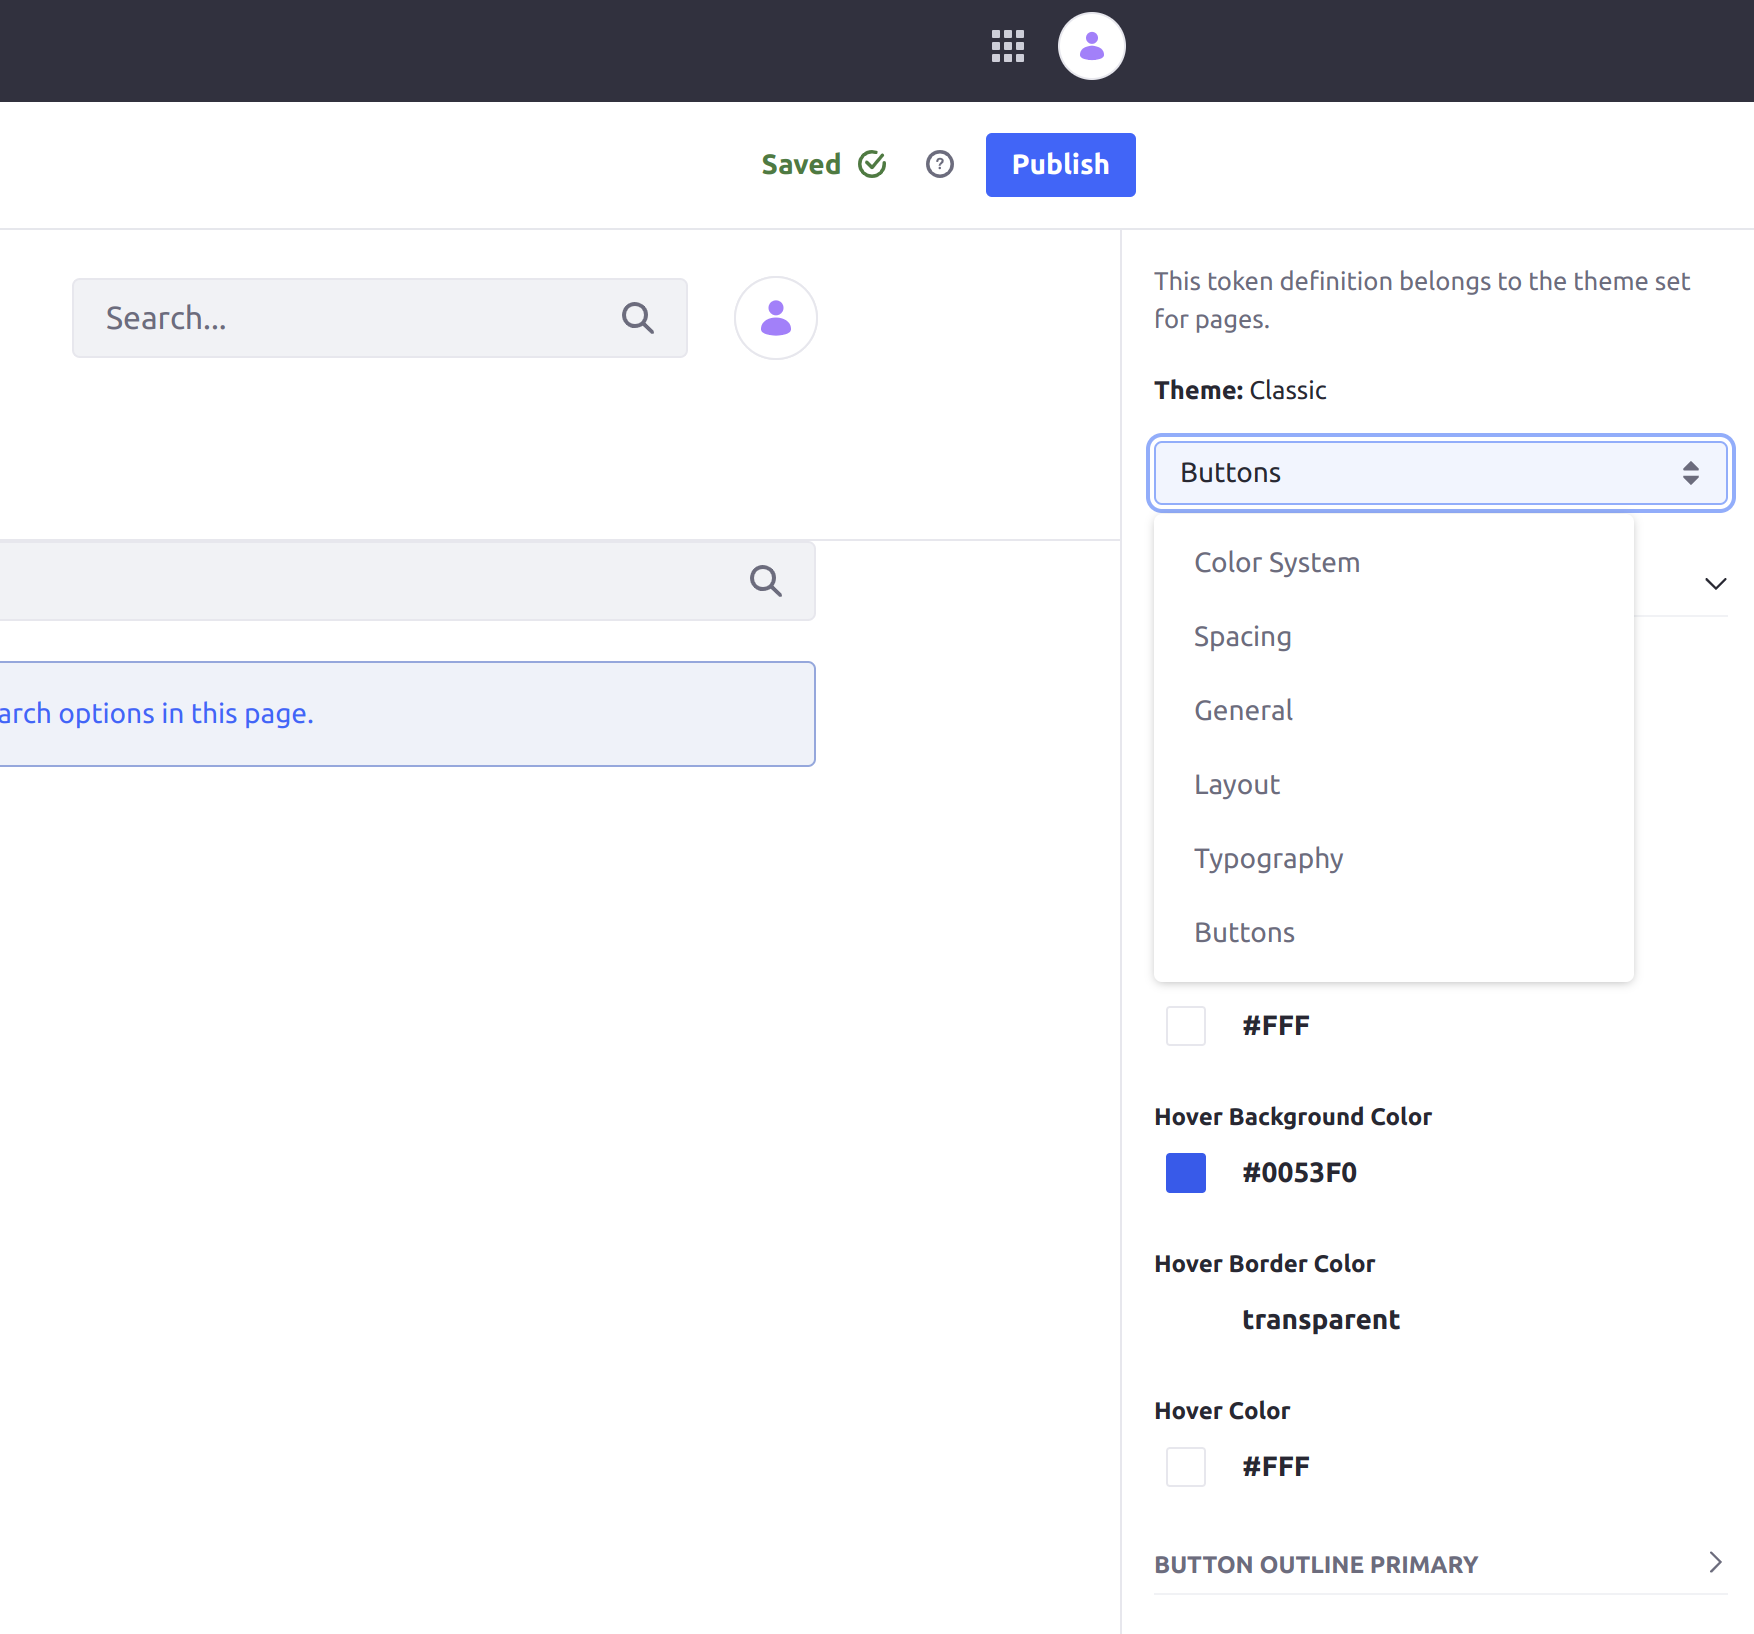 Saved
Publish
Search...
This token definition belongs to the theme set
for pages.
Theme: Classic
Buttons
Color System
Spacing
General
Layout
Typography
Buttons
arch options in this page.
#FFF
Hover Background Color
#0053F0
Hover Border Color
transparent
Hover Color
#FFF
BUTTON OUTLINE PRIMARY